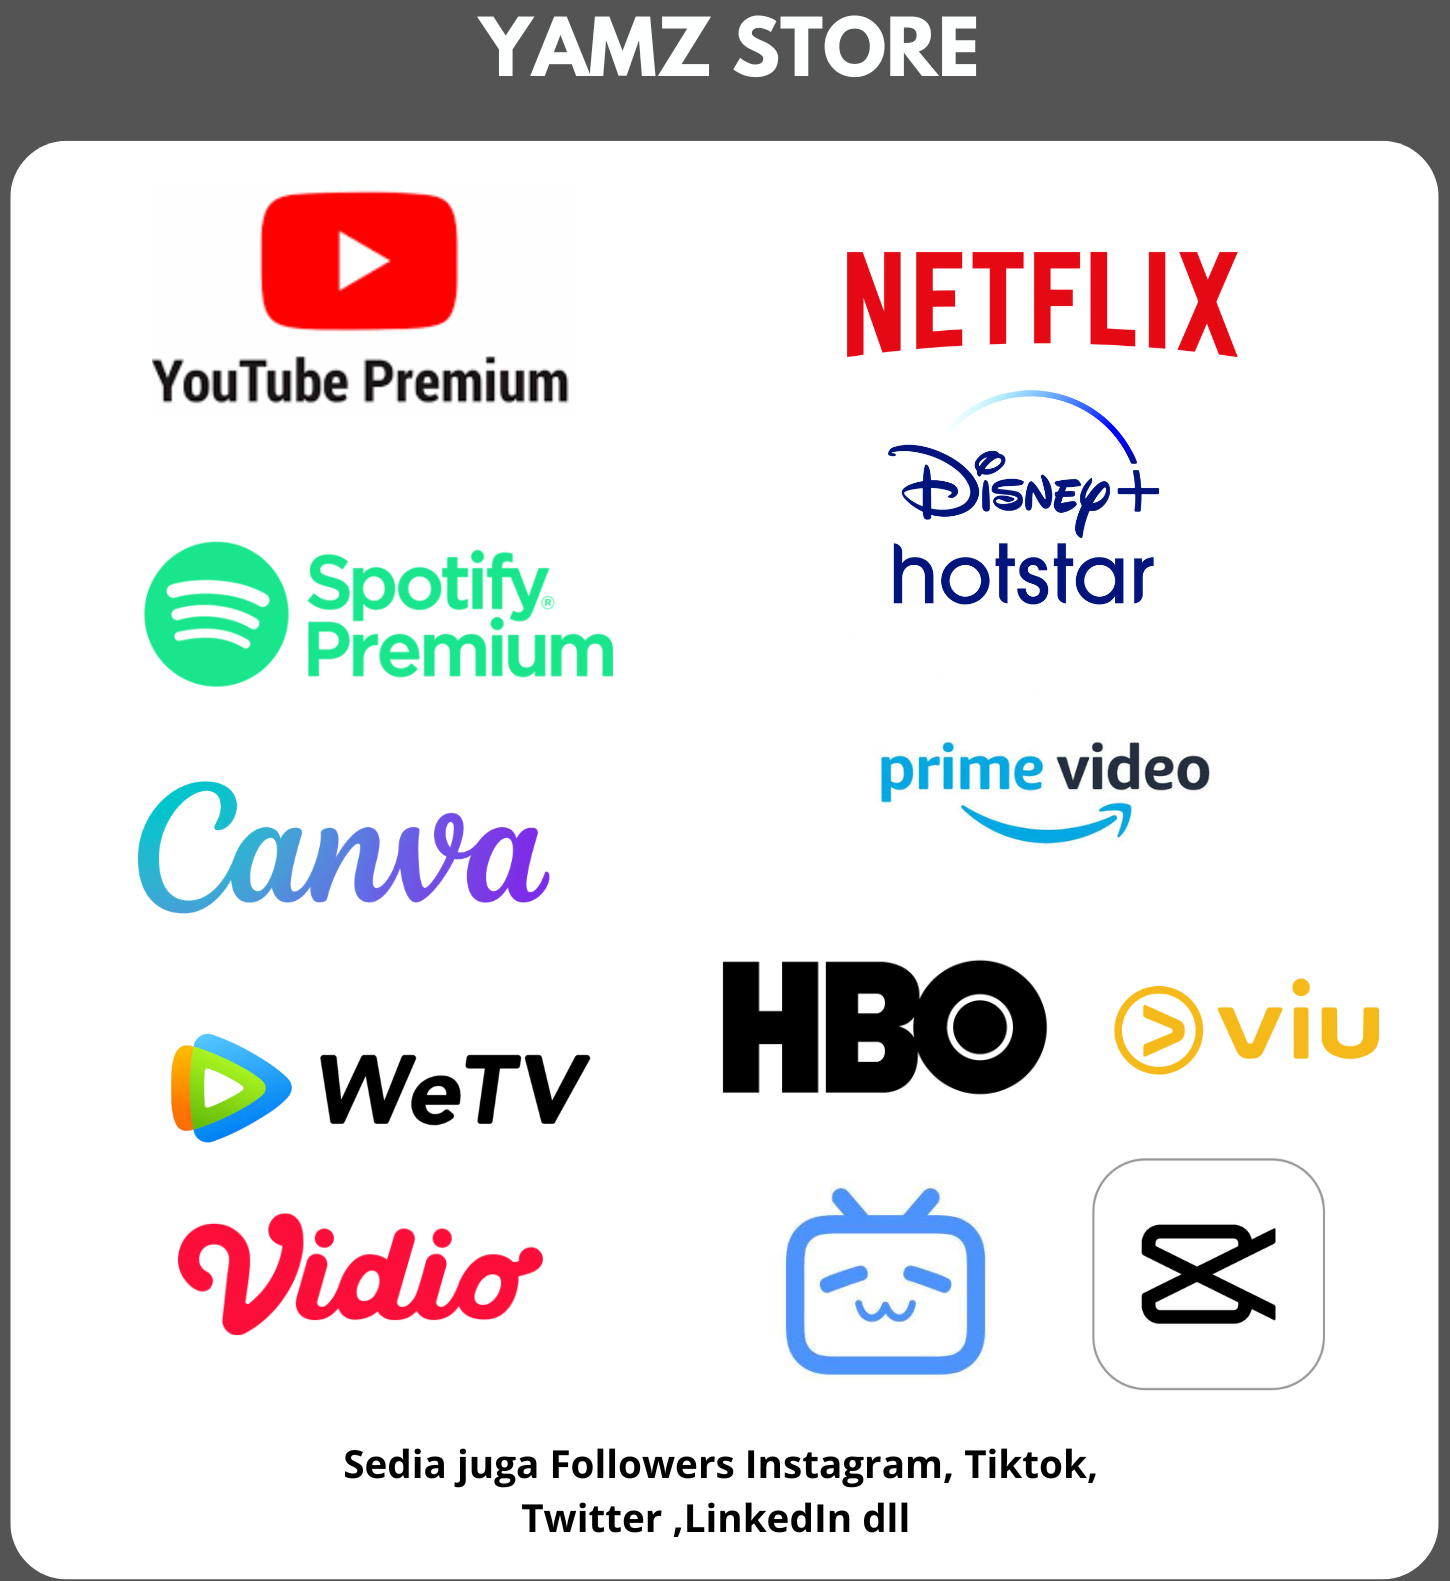 YAMZ STORE
YouTube Premium
NETFLIX
Disney+
hotstar
Spotify®
Premium
prime video
Canva
HBO
viu
WeTV
Vidio
Sedia juga Followers Instagram, Tiktok,
Twitter ,LinkedIn dll